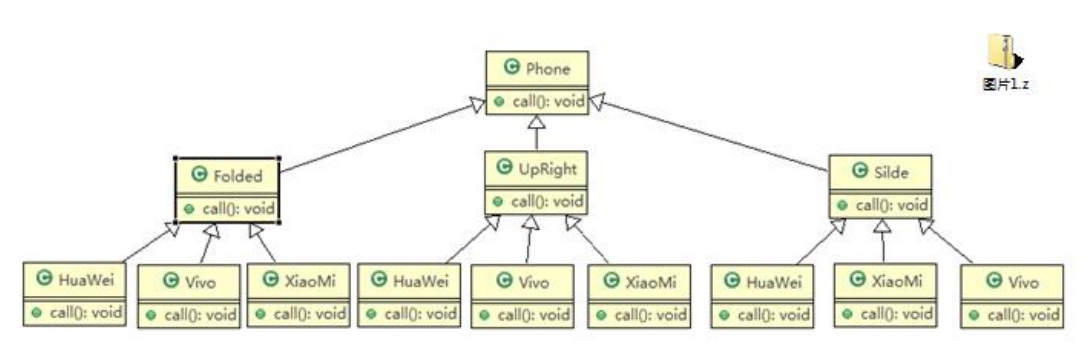 Phone
call(): void
图片1.z
Folded
call(): void
UpRight
call(): void
Silde
call(): void
HuaWei
call(): void
Vivo
call(): void
XiaoMi
call(): void
HuaWei
call(): void
Vivo
call(): void
XiaoMi
call(): void
HuaWei
call(): void
XiaoMi
call(): void
Vivo
call(): void